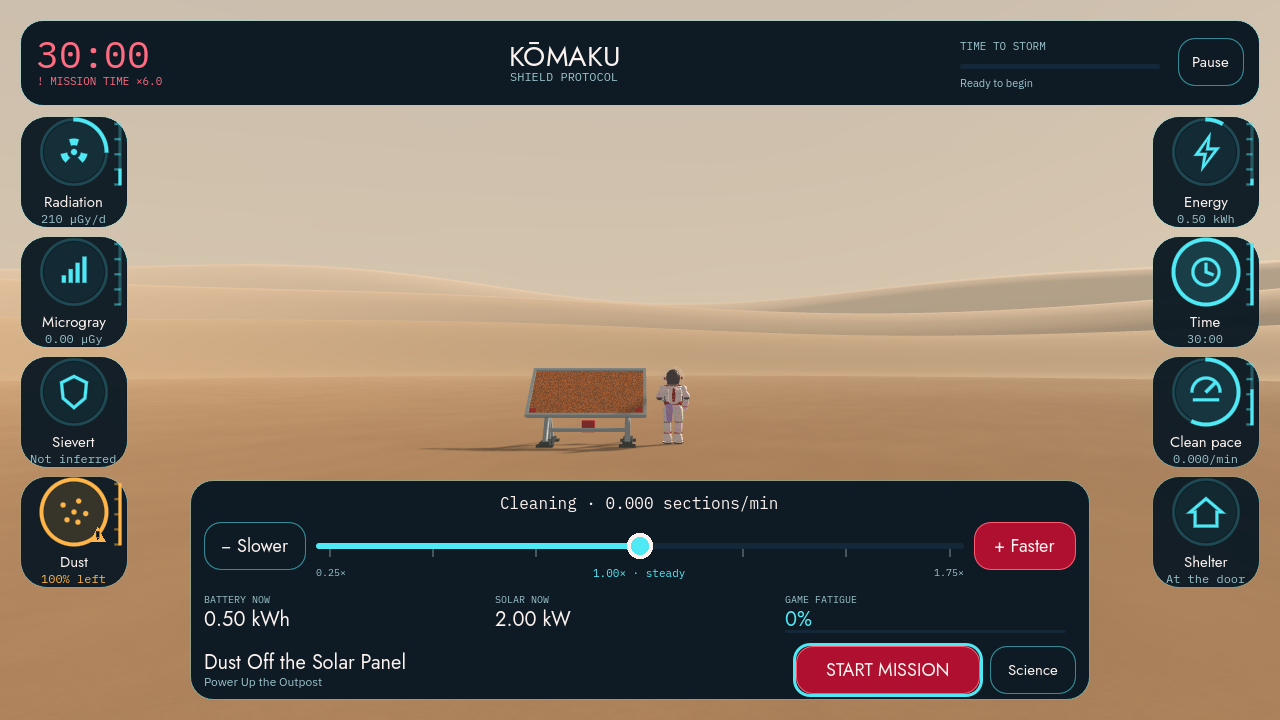 30:00
! MISSION TIME ×6.0
KŌMAKU
SHIELD PROTOCOL
TIME TO STORM
Ready to begin
Pause
Radiation
210 μGy/d
Microgray
0.00 μGy
Sievert
Not inferred
Dust
100% left
Energy
0.50 kWh
Time
30:00
Clean pace
0.000/min
Shelter
At the door
Cleaning · 0.000 sections/min
− Slower
+ Faster
0.25×
1.00× · steady
1.75×
BATTERY NOW
0.50 kWh
SOLAR NOW
2.00 kW
GAME FATIGUE
0%
Dust Off the Solar Panel
Power Up the Outpost
START MISSION
Science